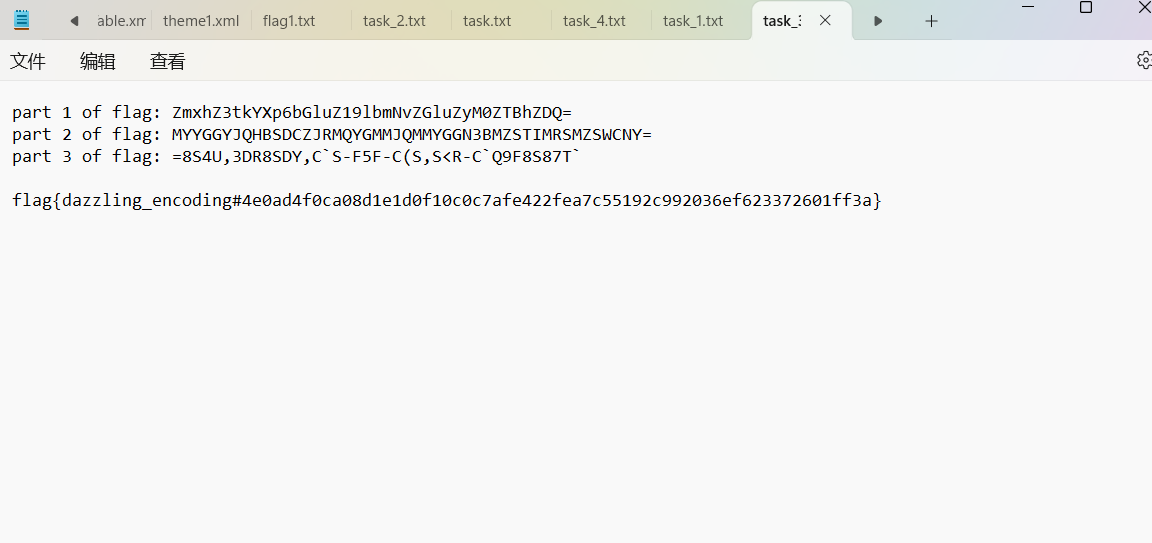 able.xm theme1.xml flag1.txt task_2.txt task.txt task_4.txt task_1.txt task_
文件 编辑 查看
part 1 of flag: ZmxhZ3tkYXp6bGluZ19lbmNvZGluZyM0ZTBhZDQ=
part 2 of flag: MYYGGYJQHBSDCZJRMQYGMMJQMMYGGN3BMZSTIMRSMZSWCNY=
part 3 of flag: =8S4U,3DR8SDY,C`S-F5F-C(S,S<R-C`Q9F8S87T`
flag{dazzling_encoding#4e0ad4f0ca08d1e1d0f10c0c7afe422fea7c55192c992036ef623372601ff3a}